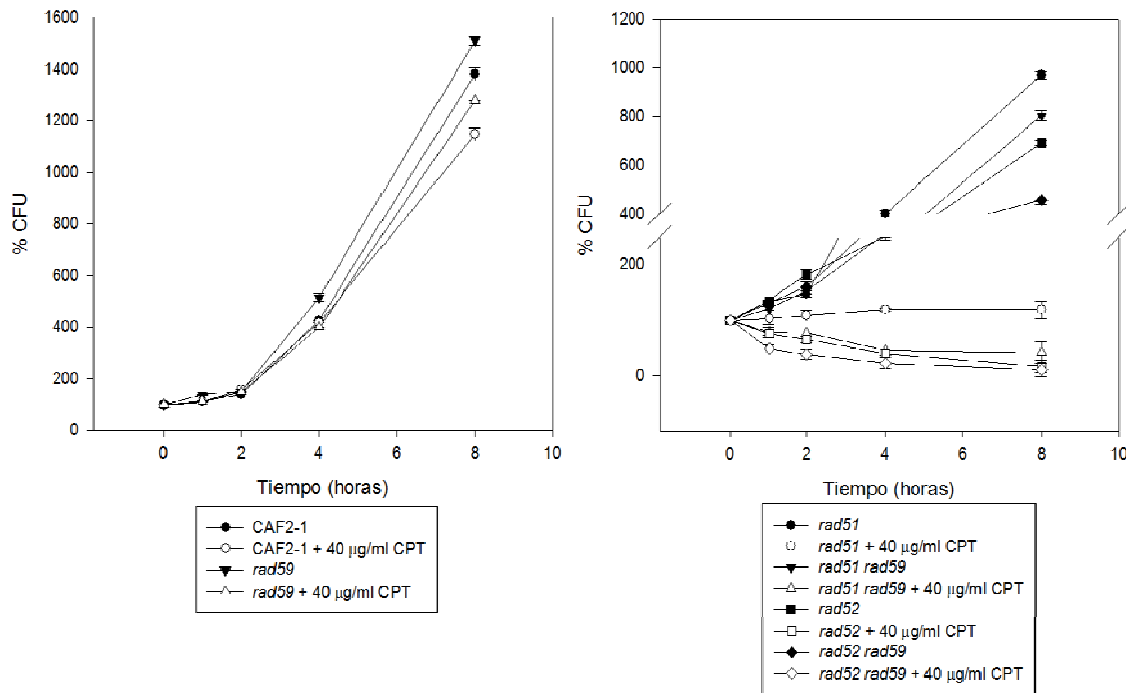 1600
1400
1200
1000
800
600
400
200
0
% CFU
0
2
4
6
8
10
Tiempo (horas)
CAF2-1
CAF2-1 + 40 μg/ml CPT
rad59
rad59 + 40 μg/ml CPT
1200
1000
800
600
400
200
0
% CFU
0
2
4
6
8
10
Tiempo (horas)
rad51
rad51 + 40 μg/ml CPT
rad51 rad59
rad51 rad59 + 40 μg/ml CPT
rad52
rad52 + 40 μg/ml CPT
rad52 rad59
rad52 rad59 + 40 μg/ml CPT